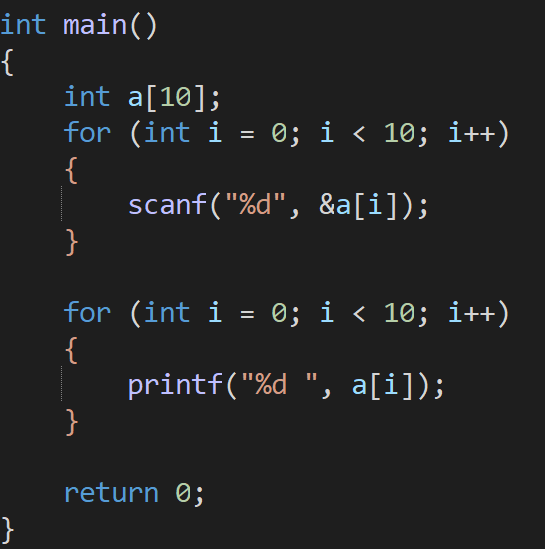 int main()
{
    int a[10];
    for (int i = 0; i < 10; i++)
    {
        scanf("%d", &a[i]);
    }

    for (int i = 0; i < 10; i++)
    {
        printf("%d ", a[i]);
    }

    return 0;
}